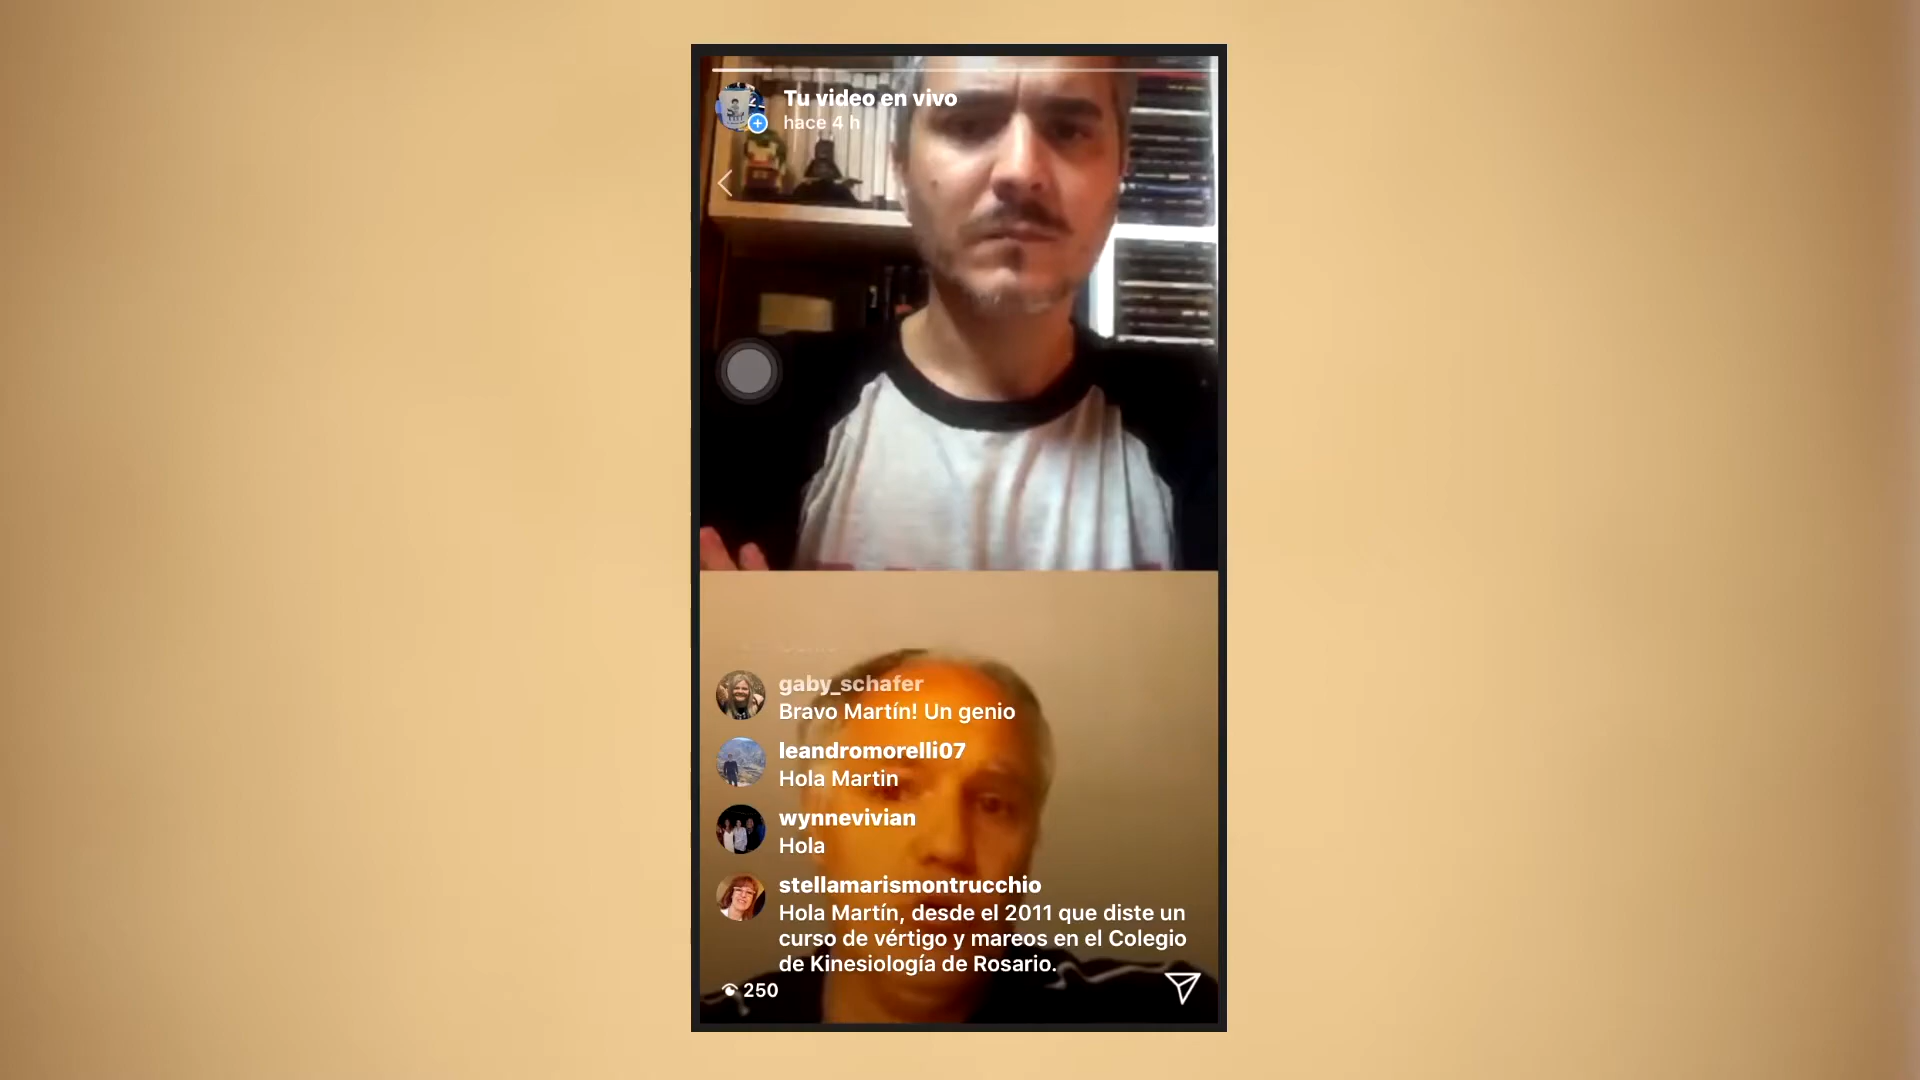 Tu video en vivo
hace 4 h
gaby_schafer
Bravo Martín! Un genio
leandromorelli07
Hola Martin
wynnevivian
Hola
stellamarismontrucchio
Hola Martín, desde el 2011 que diste un
curso de vértigo y mareos en el Colegio
de Kinesiología de Rosario.
250